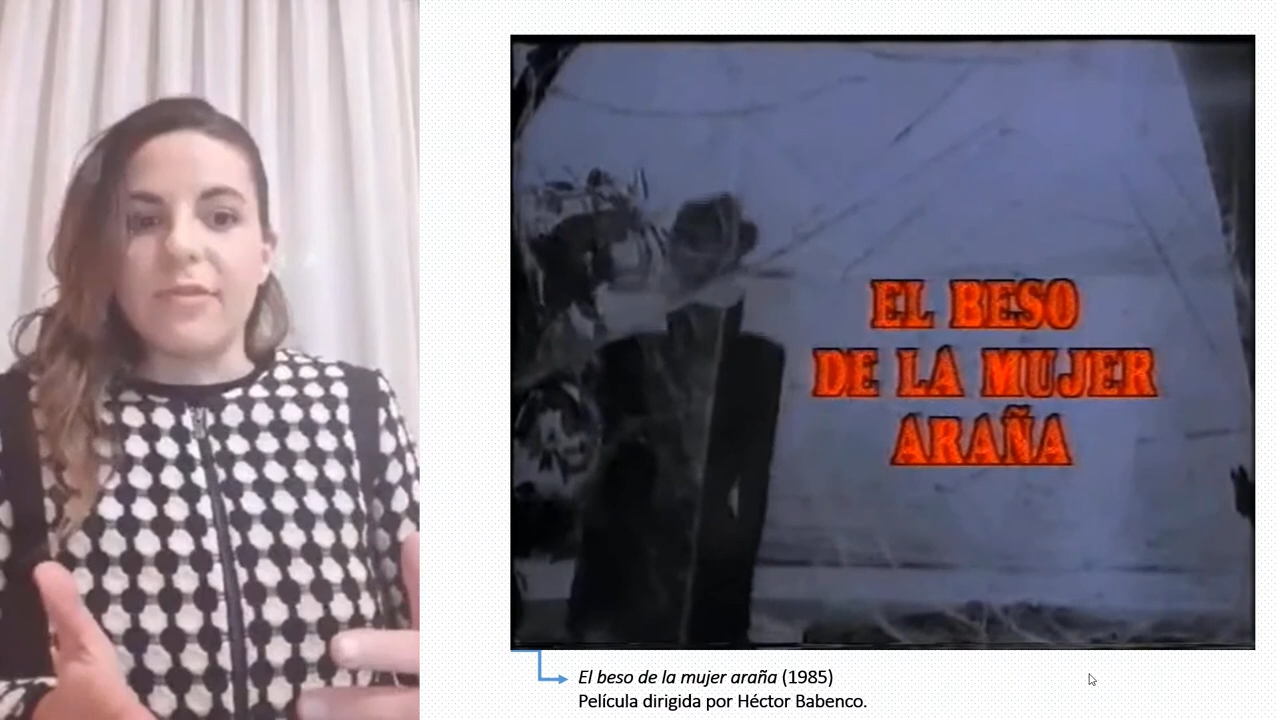 EL BESO
DE LA MUJER
ARAÑA
El beso de la mujer araña (1985)
Película dirigida por Héctor Babenco.